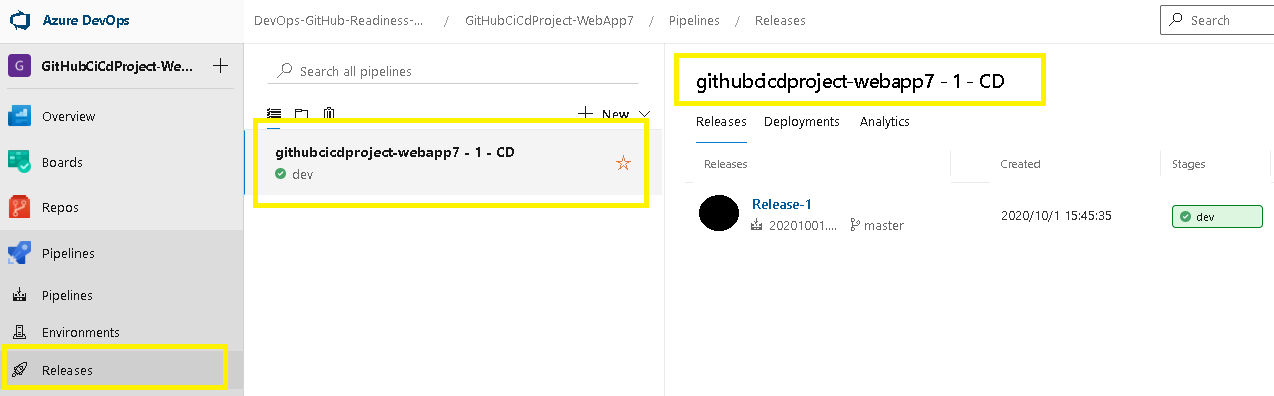 Azure DevOps
DevOps-GitHub-Readiness-... / GitHubCiCdProject-WebApp7 / Pipelines / Releases
Search
G GitHubCiCdProject-We...
Overview
Boards
Repos
Pipelines
Pipelines
Environments
Releases
Search all pipelines
New
githubcicdproject-webapp7 - 1 - CD
dev
githubcicdproject-webapp7 - 1 - CD
Releases Deployments Analytics
Releases Created Stages
Release-1
20201001.... master
2020/10/1 15:45:35
dev